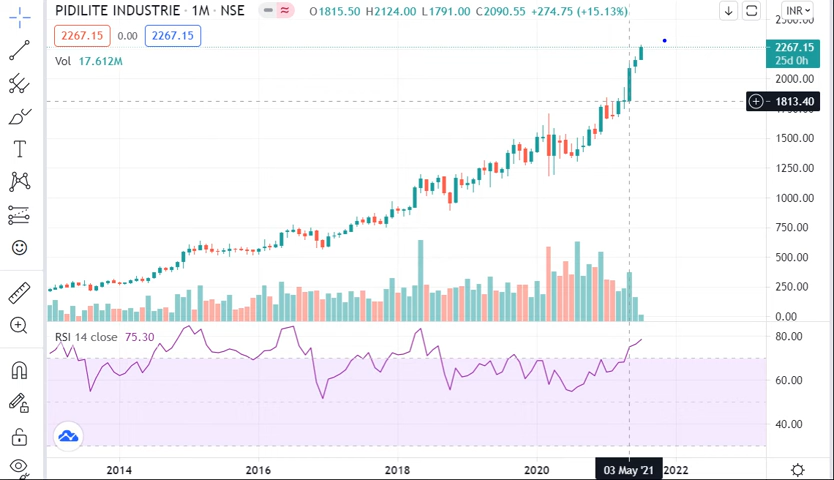 PIDILITE INDUSTRIE · 1M · NSE O1815.50 H2124.00 L1791.00 C2090.55 +274.75 (+15.13%) INR
2267.15 0.00 2267.15
Vol 17.612M
2267.15
25d 0h
2000.00
1813.40
1500.00
1250.00
1000.00
750.00
500.00
250.00
0.00
RSI 14 close 75.30
80.00
60.00
40.00
2014 2016 2018 2020 03 May '21 2022